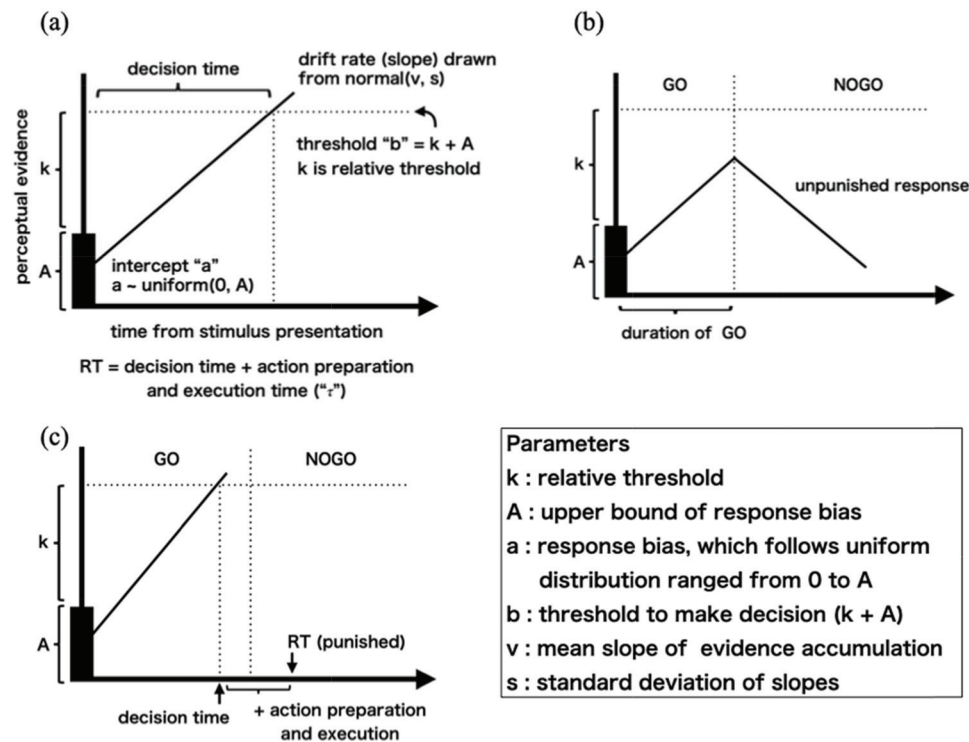 (a)
decision time
drift rate (slope) drawn
from normal(v, s)
threshold "b" = k + A
k is relative threshold
perceptual evidence
k
A
intercept "a"
a ~ uniform(0, A)
time from stimulus presentation
RT = decision time + action preparation
and execution time ("τ")
(b)
GO
NOGO
k
unpunished response
A
duration of GO
(c)
GO
NOGO
k
A
RT (punished)
decision time
+ action preparation
and execution
Parameters
k : relative threshold
A : upper bound of response bias
a : response bias, which follows uniform
distribution ranged from 0 to A
b : threshold to make decision (k + A)
v : mean slope of evidence accumulation
s : standard deviation of slopes